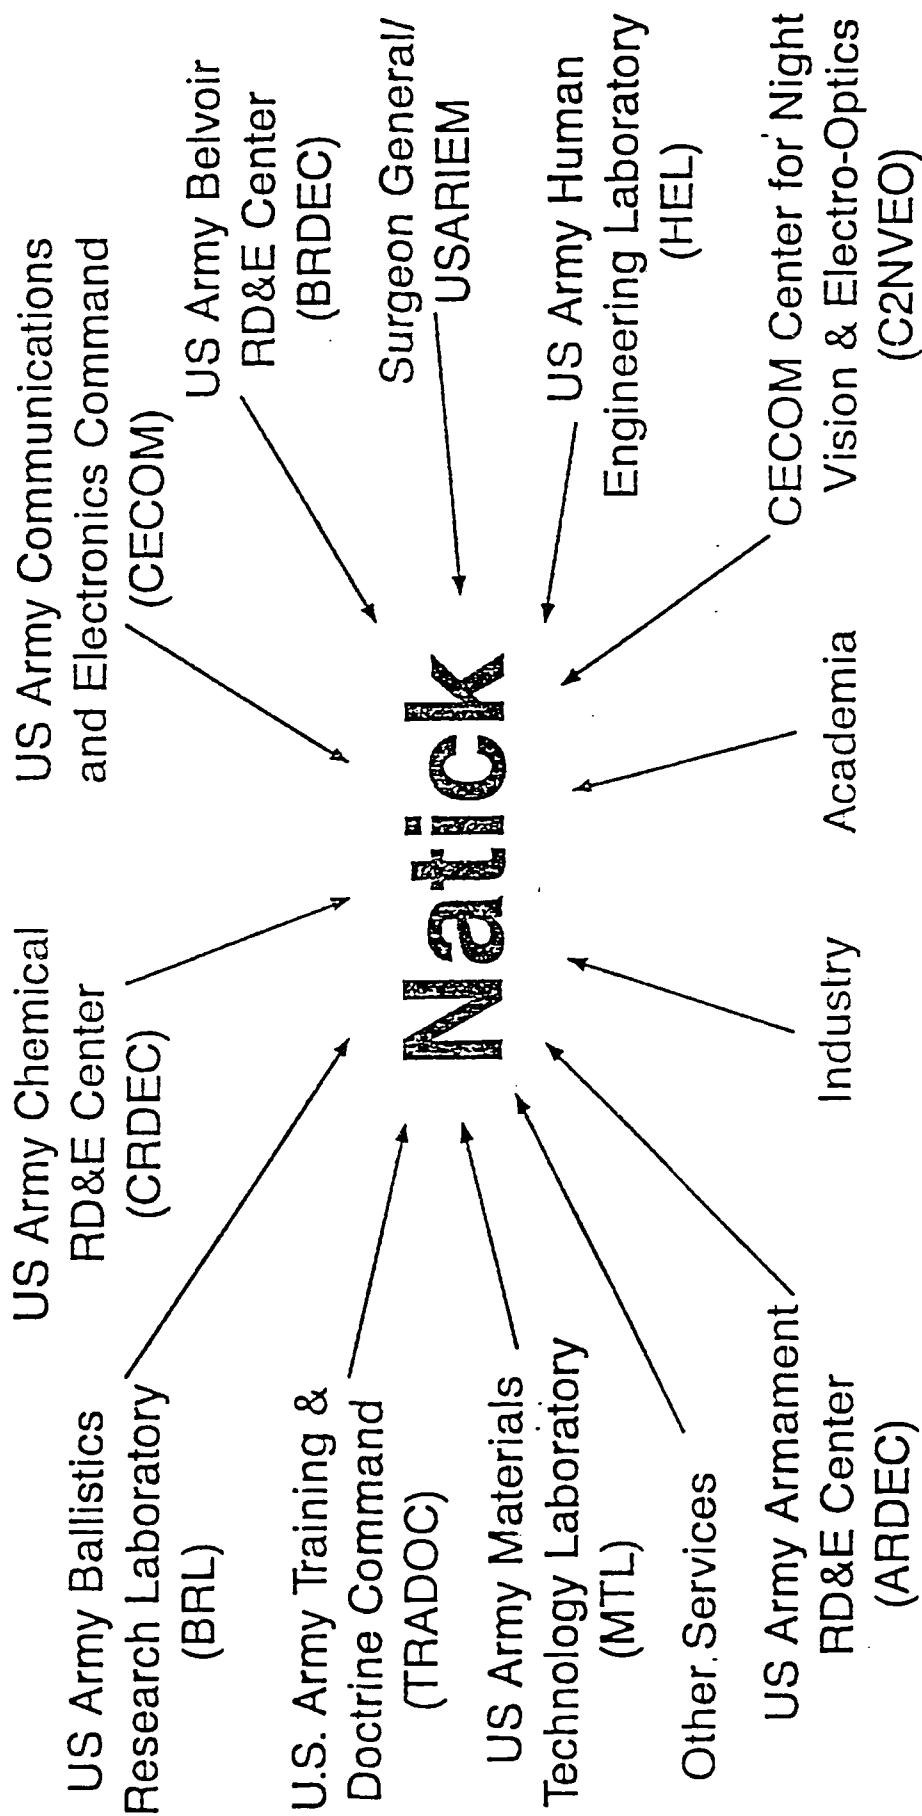 US Army Chemical
RD&E Center
(CRDEC)
US Army Communications
and Electronics Command
(CECOM)
US Army Ballistics
Research Laboratory
(BRL)
US Army Belvoir
RD&E Center
(BRDEC)
U.S. Army Training &
Doctrine Command
(TRADOC)
Surgeon General/
USARIEM
Natick
US Army Materials
Technology Laboratory
(MTL)
US Army Human
Engineering Laboratory
(HEL)
Other Services
US Army Armament
RD&E Center
(ARDEC)
Industry
Academia
CECOM Center for Night
Vision & Electro-Optics
(C2NVEO)